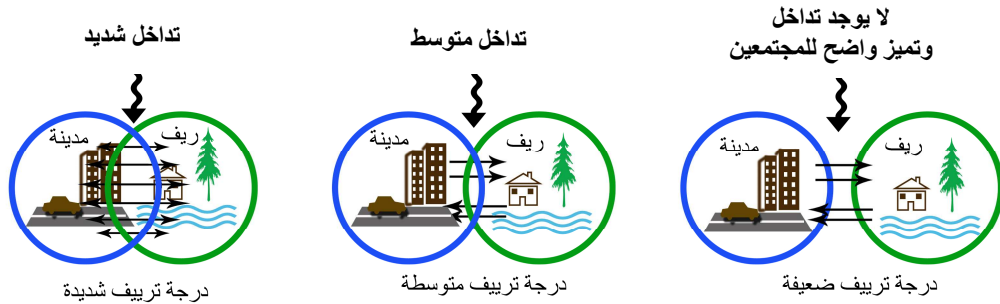 لا يوجد تداخل
وتميز واضح للمجتمعين
ريف
مدينة
درجة ترييف ضعيفة
تداخل متوسط
ريف
مدينة
درجة ترييف متوسطة
تداخل شديد
ريف
مدينة
درجة ترييف شديدة